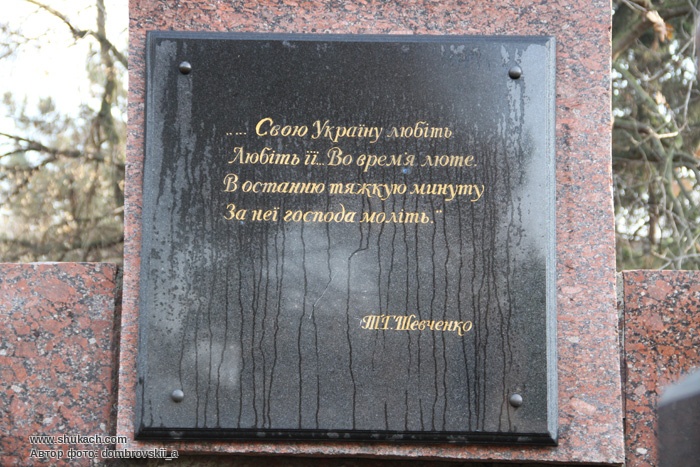 „... Свою Україну любіть
Любіть її... Во врем'я люте.
В останню тяжкую минуту
За неї господа моліть."
Т.Г.Шевченко
www.shukach.com
Автор фото: dombrovskii_a